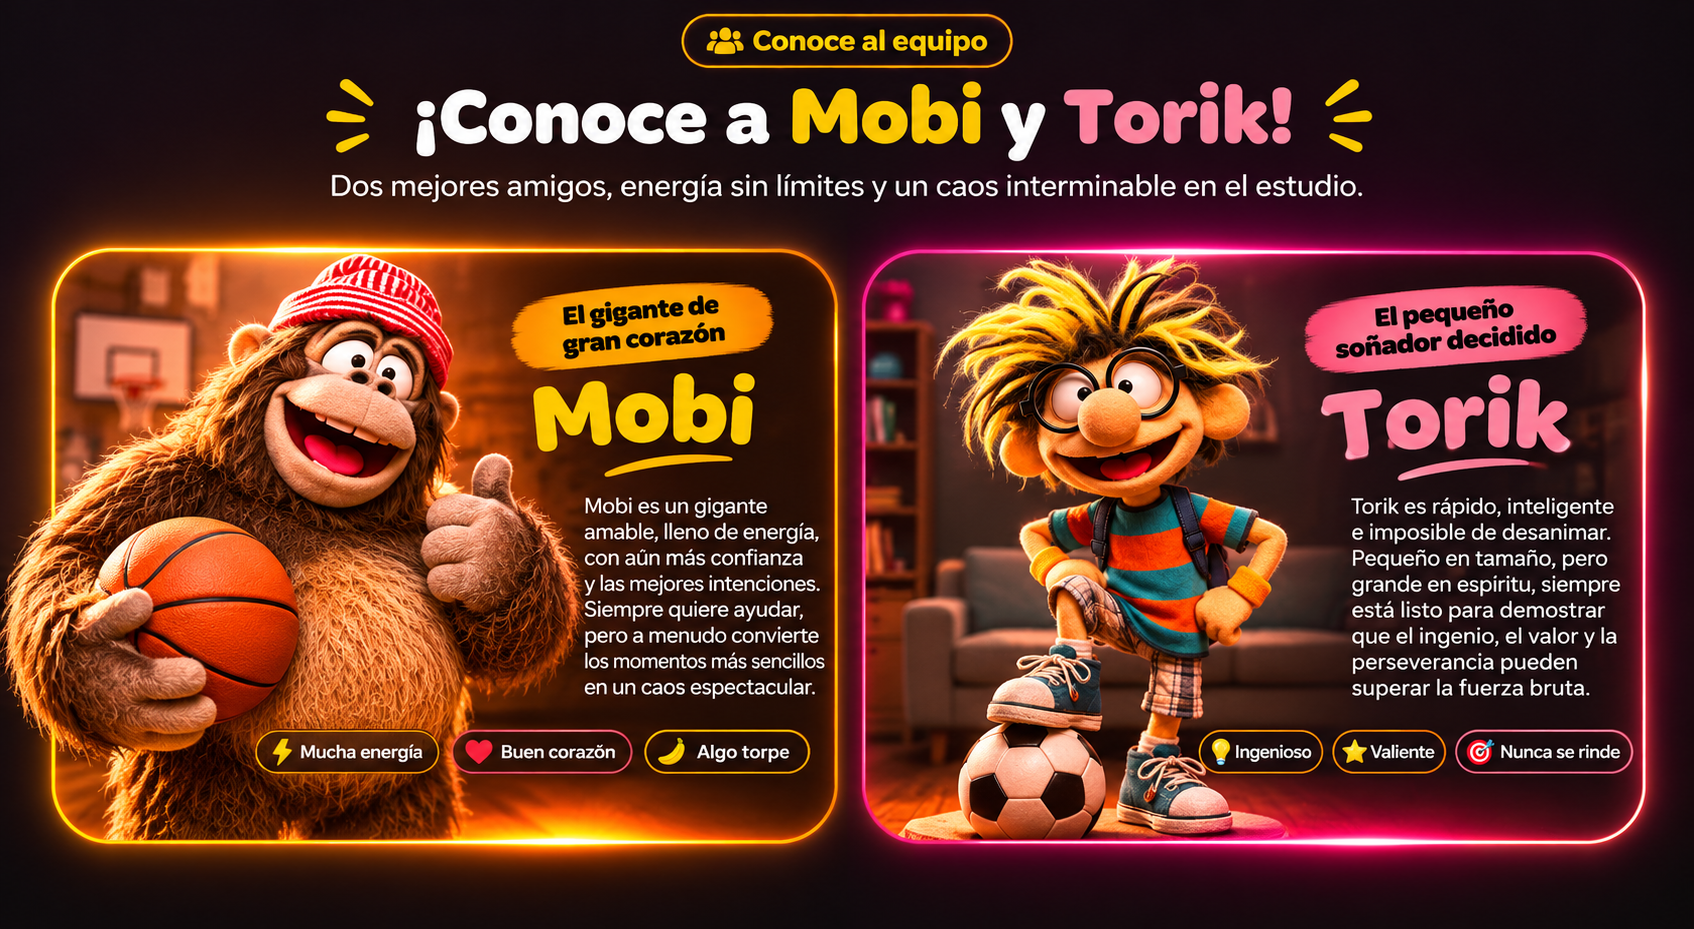 Conoce al equipo
¡Conoce a Mobi y Torik!
Dos mejores amigos, energía sin límites y un caos interminable en el estudio.
El gigante de
gran corazón
Mobi
Mobi es un gigante
amable, lleno de energía,
con aűn más confianza
y las mejores intenciones.
Siempre quiere ayudar,
pero a menudo convierte
los momentos más sencillos
en un caos espectacular.
Mucha energía
Buen corazőn
Algo torpe
El pequeño
soñador decidido
Torik
Torik es rápido, inteligente
e imposible de desanimar.
Pequeño en tamaño, pero
grande en espíritu, siempre
está listo para demostrar
que el ingenio, el valor y la
perseverancia pueden
superar la fuerza bruta.
Ingenioso
Valiente
Nunca se rinde